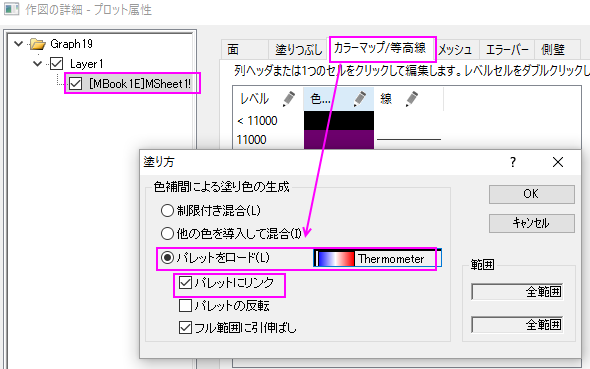 作図の詳細 - プロット属性
Graph19
Layer1
[MBook1E]MSheet1!
面 塗りつぶし カラーマップ/等高線 メッシュ エラーバー 側壁
列ヘッダまたは1つのセルをクリックして編集します。レベルセルをダブルクリックし
レベル 色... 線
< 11000
11000
塗り方
色補間による塗り色の生成
制限付き混合(L)
他の色を導入して混合(I)
パレットをロード(L) Thermometer
パレットにリンク
パレットの反転
フル範囲に引伸ばし
OK
キャンセル
範囲
全範囲
全範囲